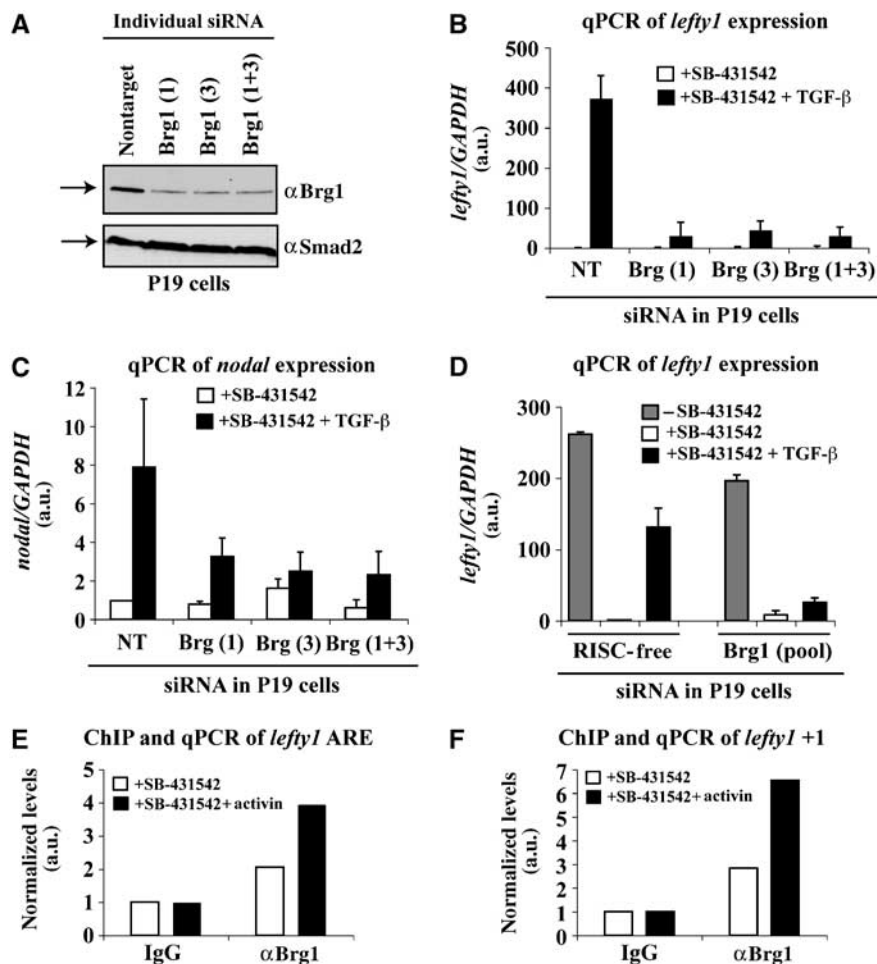 A
Individual siRNA
Nontarget
Brg1 (1)
Brg1 (3)
Brg1 (1+3)
αBrg1
αSmad2
P19 cells
B
qPCR of lefty1 expression
+SB-431542
+SB-431542 + TGF-β
lefty1/GAPDH
(a.u.)
500
400
300
200
100
0
NT
Brg (1)
Brg (3)
Brg (1+3)
siRNA in P19 cells
C
qPCR of nodal expression
+SB-431542
+SB-431542 + TGF-β
nodal/GAPDH
(a.u.)
12
10
8
6
4
2
0
NT
Brg (1)
Brg (3)
Brg (1+3)
siRNA in P19 cells
D
qPCR of lefty1 expression
–SB-431542
+SB-431542
+SB-431542 + TGF-β
lefty1/GAPDH
(a.u.)
300
200
100
0
RISC-free
Brg1 (pool)
siRNA in P19 cells
E
ChIP and qPCR of lefty1 ARE
+SB-431542
+SB-431542+ activin
Normalized levels
(a.u.)
5
4
3
2
1
0
IgG
αBrg1
F
ChIP and qPCR of lefty1 +1
+SB-431542
+SB-431542+ activin
Normalized levels
(a.u.)
7
6
5
4
3
2
1
0
IgG
αBrg1